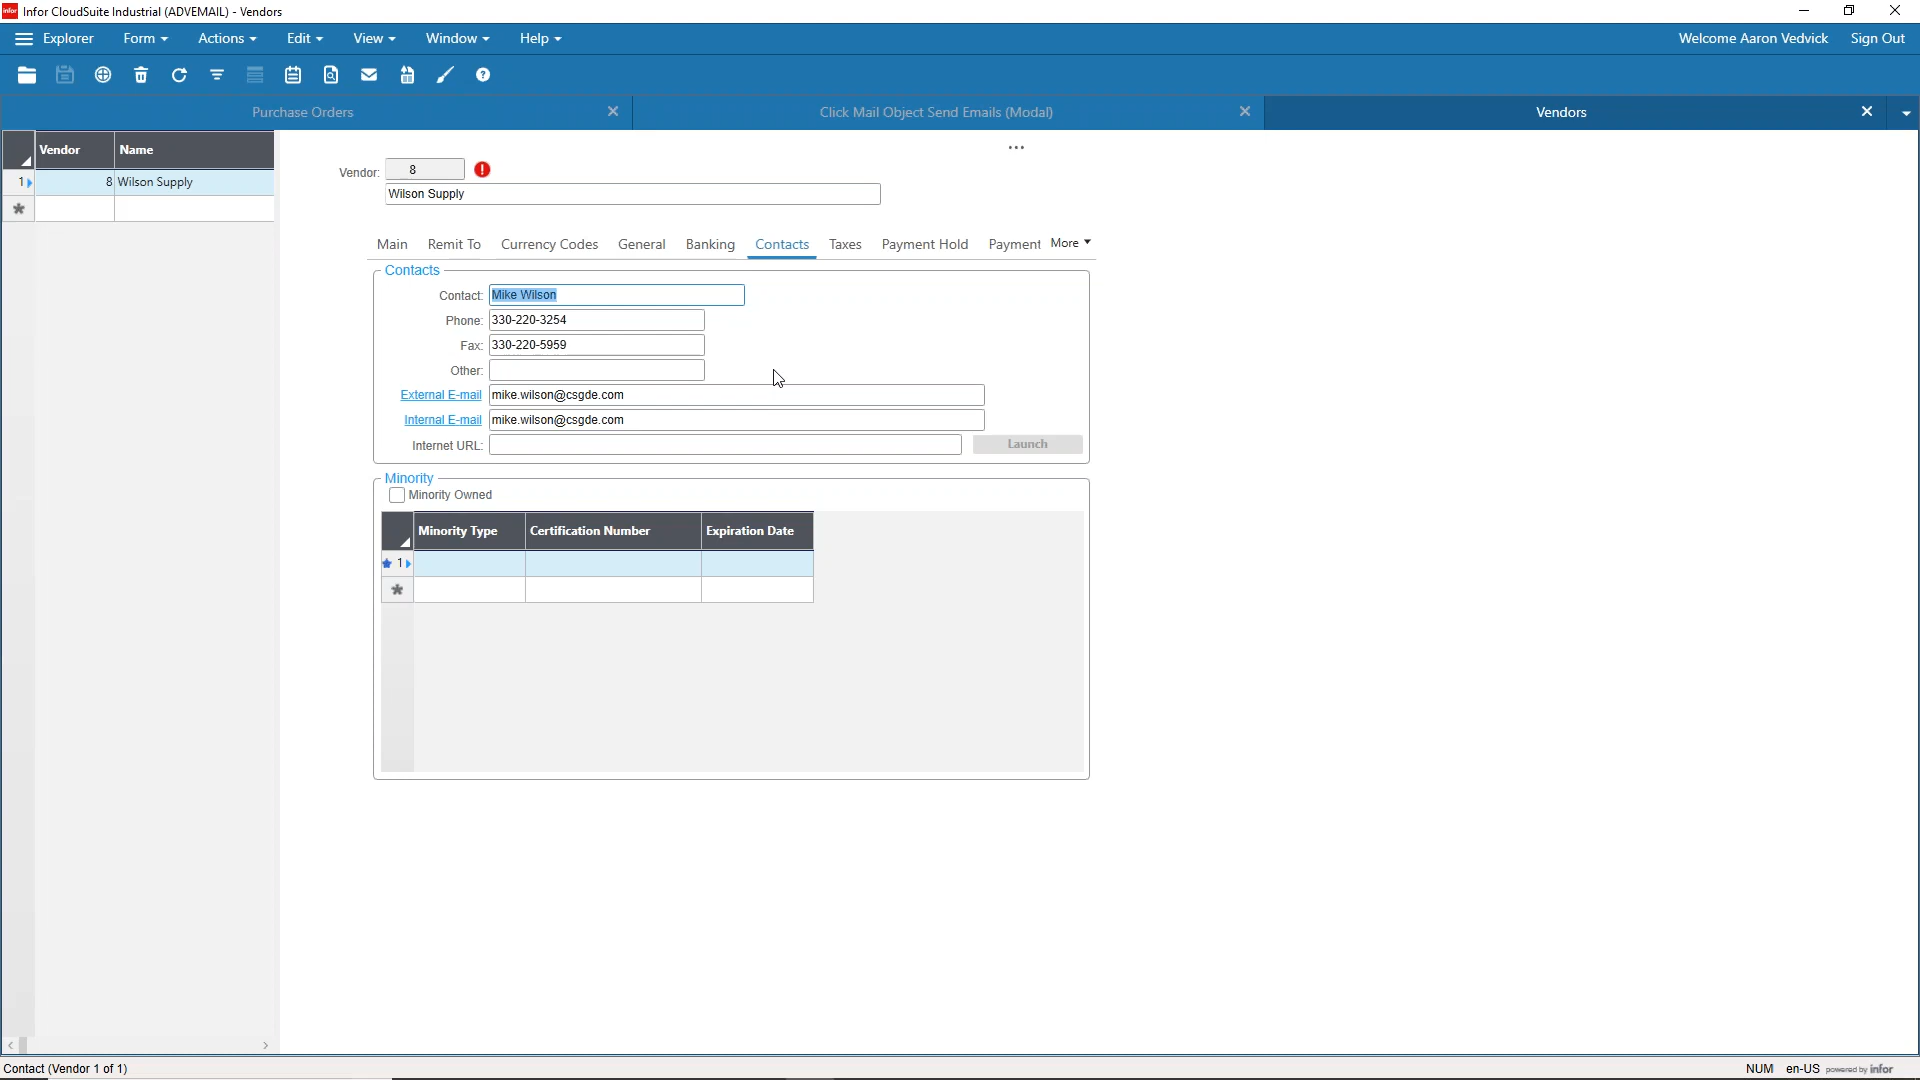 Infor CloudSuite Industrial (ADVEMAIL) - Vendors
Explorer Form Actions Edit View Window Help Welcome Aaron Vedvick Sign Out
Purchase Orders Click Mail Object Send Emails (Modal) Vendors
Vendor Name
1 8 Wilson Supply
Vendor: 8
Wilson Supply
Main Remit To Currency Codes General Banking Contacts Taxes Payment Hold Payment More
Contacts
Contact: Mike Wilson
Phone: 330-220-3254
Fax: 330-220-5959
Other:
External E-mail mike.wilson@csgde.com
Internal E-mail mike.wilson@csgde.com
Internet URL: Launch
Minority
Minority Owned
Minority Type Certification Number Expiration Date
1
Contact (Vendor 1 of 1) NUM en-US powered by infor